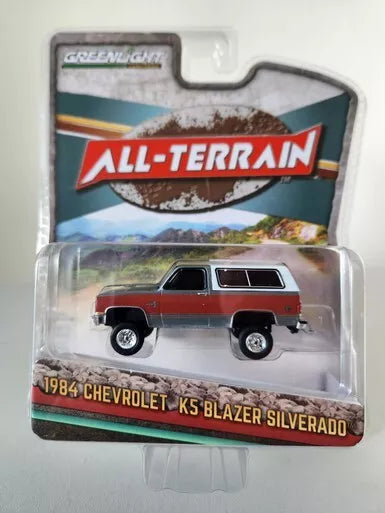 GREENLIGHT
ALL-TERRAIN
1984 CHEVROLET K5 BLAZER SILVERADO